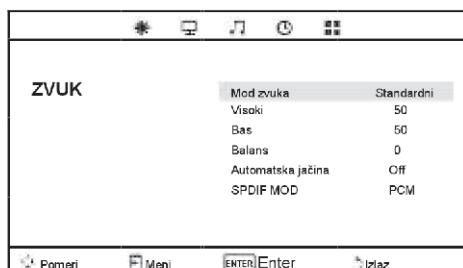 ZVUK
Mod zvuka Standardni
Visoki 50
Bas 50
Balans 0
Automatska jačina Off
SPDIF MOD PCM
Pomeri Meni ENTER Enter Izlaz